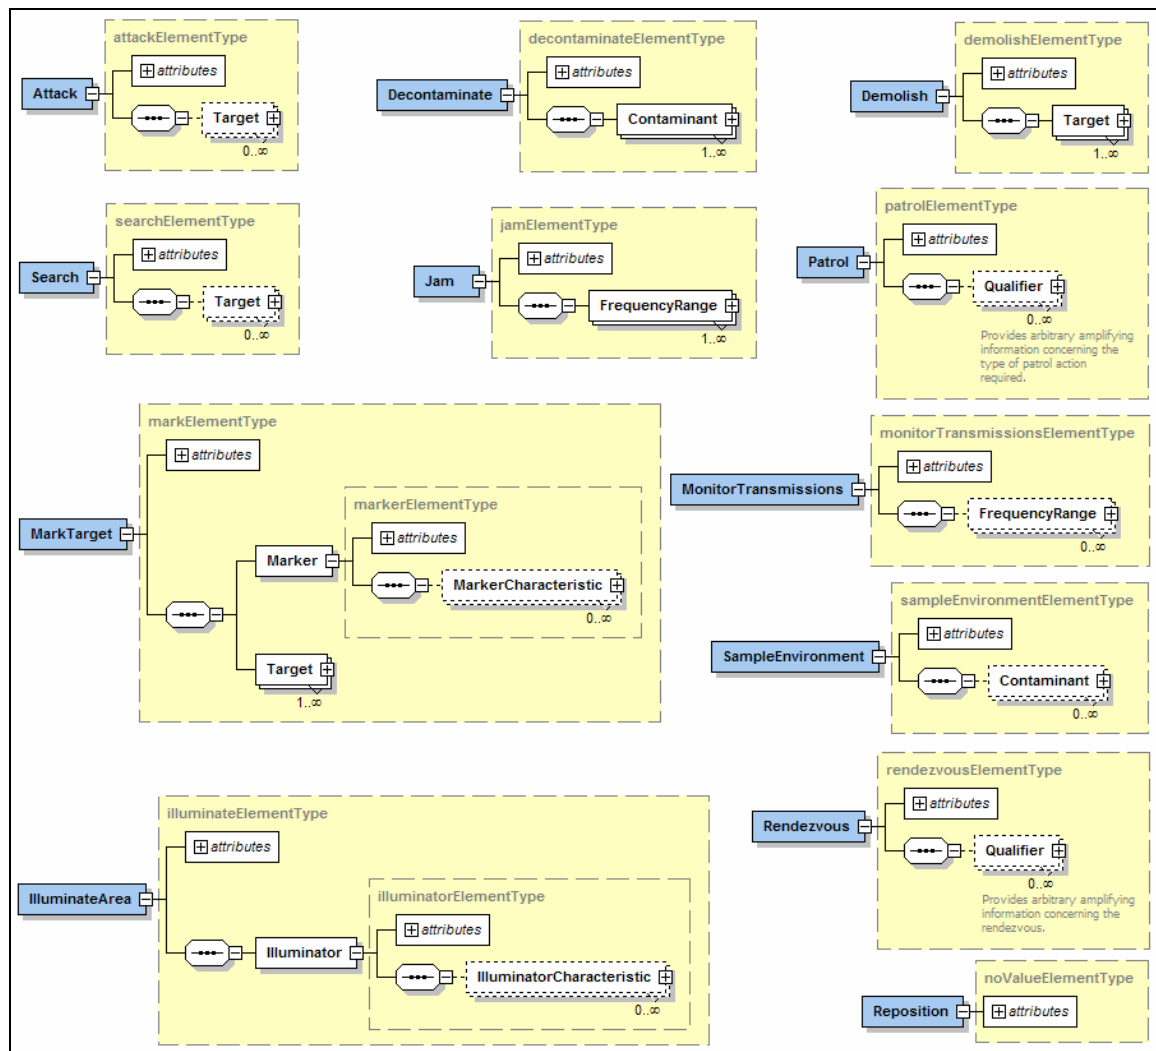 attackElementType
attributes
Attack
Target
0..∞
decontaminateElementType
attributes
Decontaminate
Contaminant
1..∞
demolishElementType
attributes
Demolish
Target
1..∞
searchElementType
attributes
Search
Target
0..∞
jamElementType
attributes
Jam
FrequencyRange
1..∞
patrolElementType
attributes
Patrol
Qualifier
0..∞
Provides arbitrary amplifying
information concerning the
type of patrol action
required.
markElementType
attributes
MarkTarget
markerElementType
attributes
Marker
MarkerCharacteristic
0..∞
Target
1..∞
monitorTransmissionsElementType
attributes
MonitorTransmissions
FrequencyRange
0..∞
sampleEnvironmentElementType
attributes
SampleEnvironment
Contaminant
0..∞
illuminateElementType
attributes
IlluminateArea
illuminatorElementType
attributes
Illuminator
IlluminatorCharacteristic
0..∞
rendezvousElementType
attributes
Rendezvous
Qualifier
0..∞
Provides arbitrary amplifying
information concerning the
rendezvous.
noValueElementType
attributes
Reposition